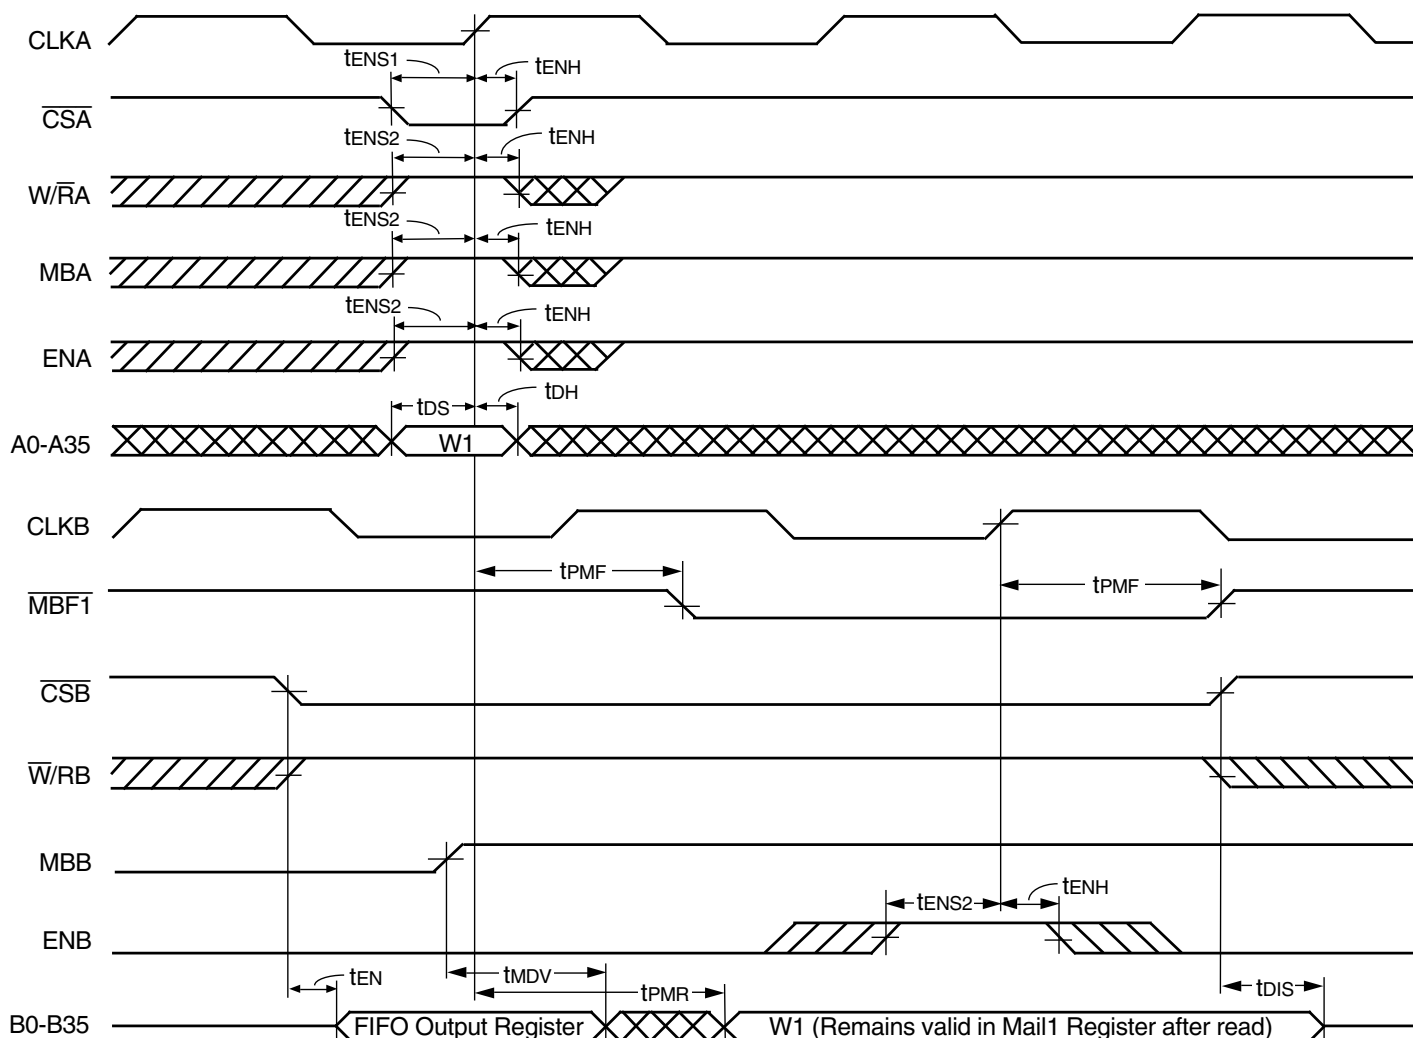 CLKA
tENS1
tENH
CSA
tENS2
tENH
W/RA
tENS2
tENH
MBA
tENS2
tENH
ENA
tDS
tDH
A0-A35
W1
CLKB
tPMF
tPMF
MBF1
CSB
W/RB
MBB
tENS2
tENH
ENB
tEN
tMDV
tPMR
tDIS
B0-B35
FIFO Output Register
W1 (Remains valid in Mail1 Register after read)